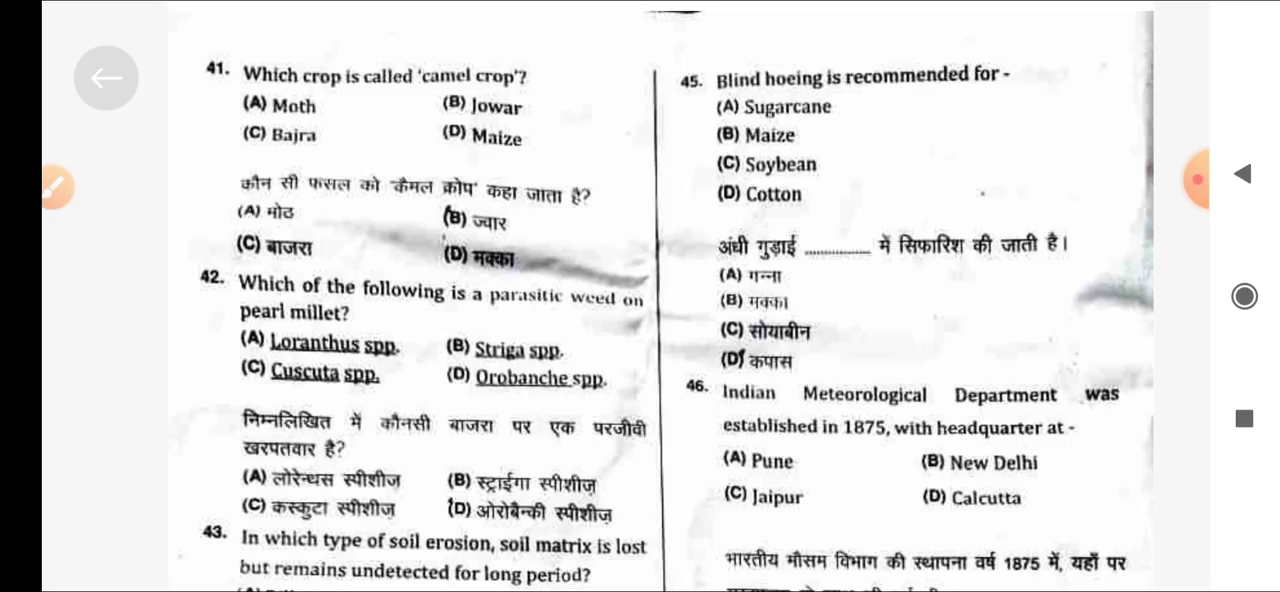 41. Which crop is called 'camel crop'?
(A) Moth (B) Jowar
(C) Bajra (D) Maize
कौन सी फसल को 'कैमल क्रोप' कहा जाता है?
(A) मोठ (B) ज्वार
(C) बाजरा (D) मक्का
42. Which of the following is a parasitic weed on
pearl millet?
(A) Loranthus spp. (B) Striga spp.
(C) Cuscuta spp. (D) Orobanche spp.
निम्नलिखित में कौनसी बाजरा पर एक परजीवी
खरपतवार है?
(A) लोरेन्थस स्पीशीज (B) स्ट्राईगा स्पीशीज़
(C) कस्कुटा स्पीशीज़ (D) ओरोबैन्की स्पीशीज़
43. In which type of soil erosion, soil matrix is lost
but remains undetected for long period?
45. Blind hoeing is recommended for -
(A) Sugarcane
(B) Maize
(C) Soybean
(D) Cotton
अंधी गुड़ाई ................ में सिफारिश की जाती है।
(A) गन्ना
(B) मक्का
(C) सोयाबीन
(D) कपास
46. Indian Meteorological Department was
established in 1875, with headquarter at -
(A) Pune (B) New Delhi
(C) Jaipur (D) Calcutta
भारतीय मौसम विभाग की स्थापना वर्ष 1875 में, यहाँ पर